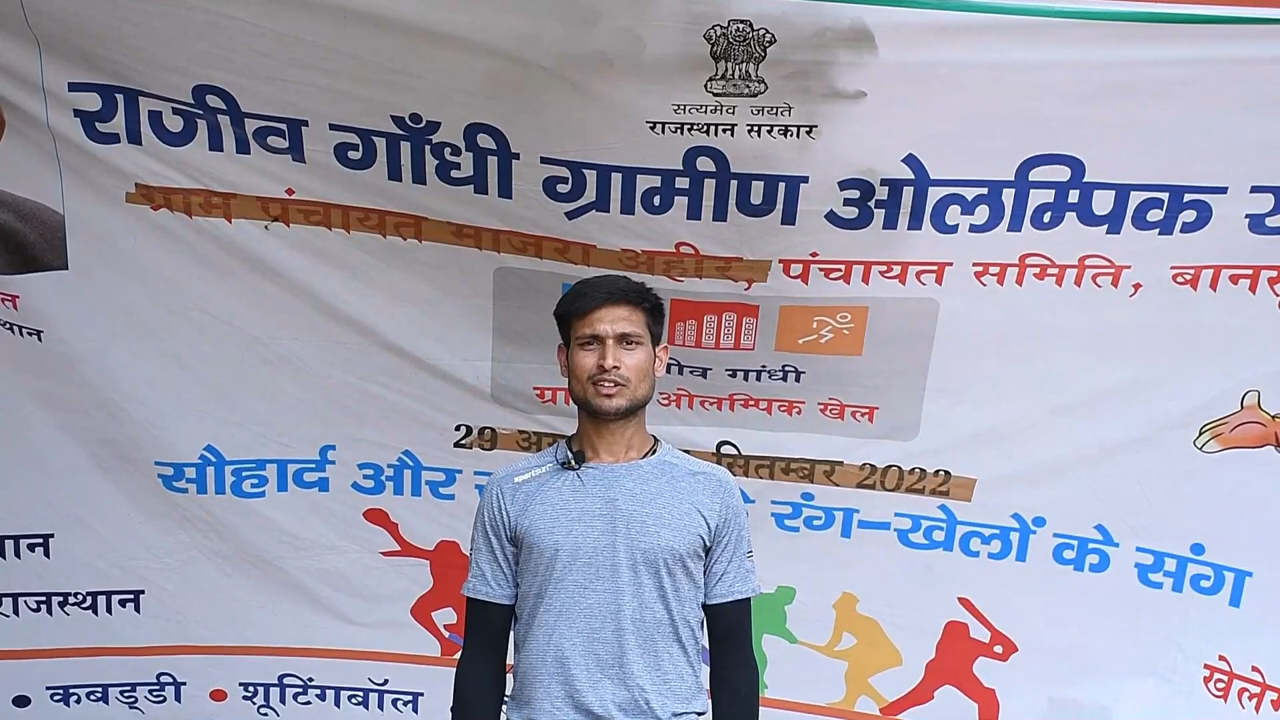 सत्यमेव जयते
राजस्थान सरकार
राजीव गाँधी ग्रामीण ओलम्पिक
ग्राम पंचायत माजरा अहीर, पंचायत समिति,
गांधी
ओलम्पिक खेल
29 सितम्बर 2022
सौहार्द और रंग-खेलों के संग
sportsun
राजस्थान
• कबड्डी • शूटिंगबॉल